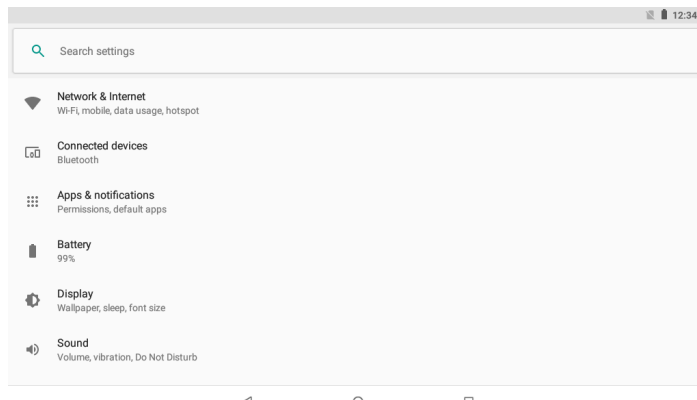 12:34
Search settings
Network & Internet
Wi-Fi, mobile, data usage, hotspot
Connected devices
Bluetooth
Apps & notifications
Permissions, default apps
Battery
99%
Display
Wallpaper, sleep, font size
Sound
Volume, vibration, Do Not Disturb